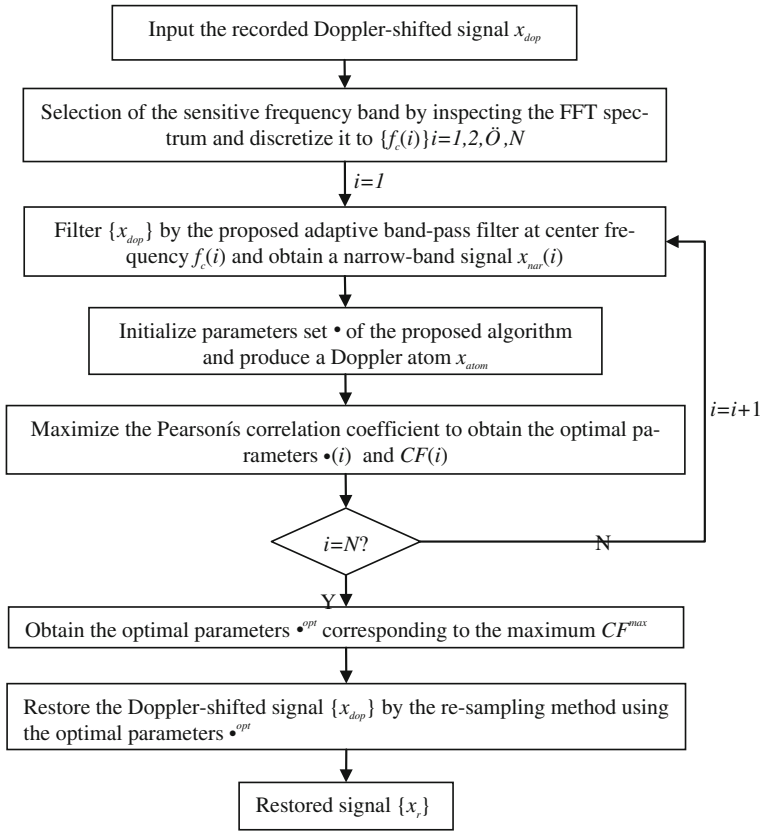 Input the recorded Doppler-shifted signal x_dop
Selection of the sensitive frequency band by inspecting the FFT spec-
trum and discretize it to {f_c(i)}i=1,2,Ö,N
i=1
Filter {x_dop} by the proposed adaptive band-pass filter at center fre-
quency f_c(i) and obtain a narrow-band signal x_nar(i)
Initialize parameters set • of the proposed algorithm
and produce a Doppler atom x_atom
Maximize the Pearsonís correlation coefficient to obtain the optimal pa-
rameters •(i) and CF(i)
i=i+1
i=N?
N
Y
Obtain the optimal parameters •^opt corresponding to the maximum CF^max
Restore the Doppler-shifted signal {x_dop} by the re-sampling method using
the optimal parameters •^opt
Restored signal {x_r}